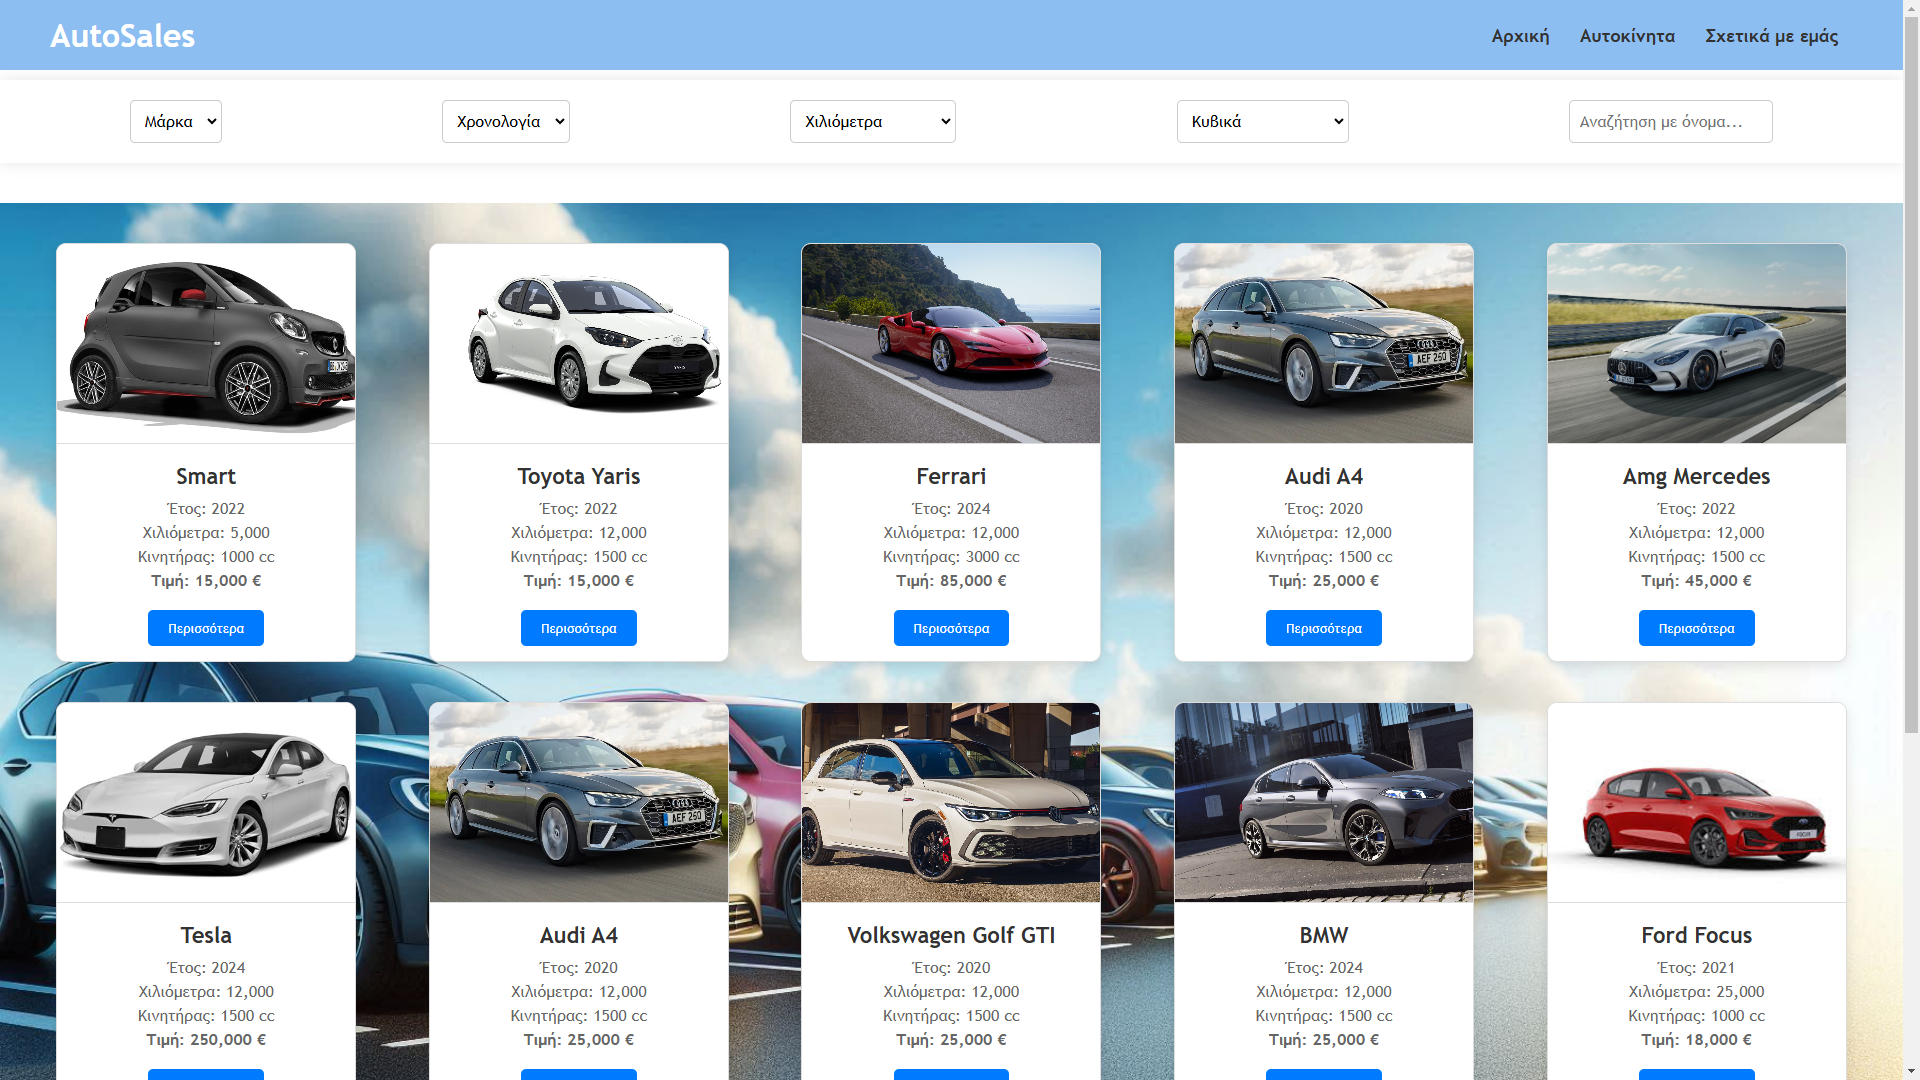 AutoSales
Αρχική
Αυτοκίνητα
Σχετικά με εμάς
Μάρκα
Χρονολογία
Χιλιόμετρα
Κυβικά
Αναζήτηση με όνομα...
AEF 250
Smart
Έτος: 2022
Χιλιόμετρα: 5,000
Κινητήρας: 1000 cc
Τιμή: 15,000 €
Περισσότερα
Toyota Yaris
Έτος: 2022
Χιλιόμετρα: 12,000
Κινητήρας: 1500 cc
Τιμή: 15,000 €
Περισσότερα
Ferrari
Έτος: 2024
Χιλιόμετρα: 12,000
Κινητήρας: 3000 cc
Τιμή: 85,000 €
Περισσότερα
Audi A4
Έτος: 2020
Χιλιόμετρα: 12,000
Κινητήρας: 1500 cc
Τιμή: 25,000 €
Περισσότερα
Amg Mercedes
Έτος: 2022
Χιλιόμετρα: 12,000
Κινητήρας: 1500 cc
Τιμή: 45,000 €
Περισσότερα
AEF 250
FOCUS
Tesla
Έτος: 2024
Χιλιόμετρα: 12,000
Κινητήρας: 1500 cc
Τιμή: 250,000 €
Audi A4
Έτος: 2020
Χιλιόμετρα: 12,000
Κινητήρας: 1500 cc
Τιμή: 25,000 €
Volkswagen Golf GTI
Έτος: 2020
Χιλιόμετρα: 12,000
Κινητήρας: 1500 cc
Τιμή: 25,000 €
BMW
Έτος: 2024
Χιλιόμετρα: 12,000
Κινητήρας: 1500 cc
Τιμή: 25,000 €
Ford Focus
Έτος: 2021
Χιλιόμετρα: 25,000
Κινητήρας: 1000 cc
Τιμή: 18,000 €